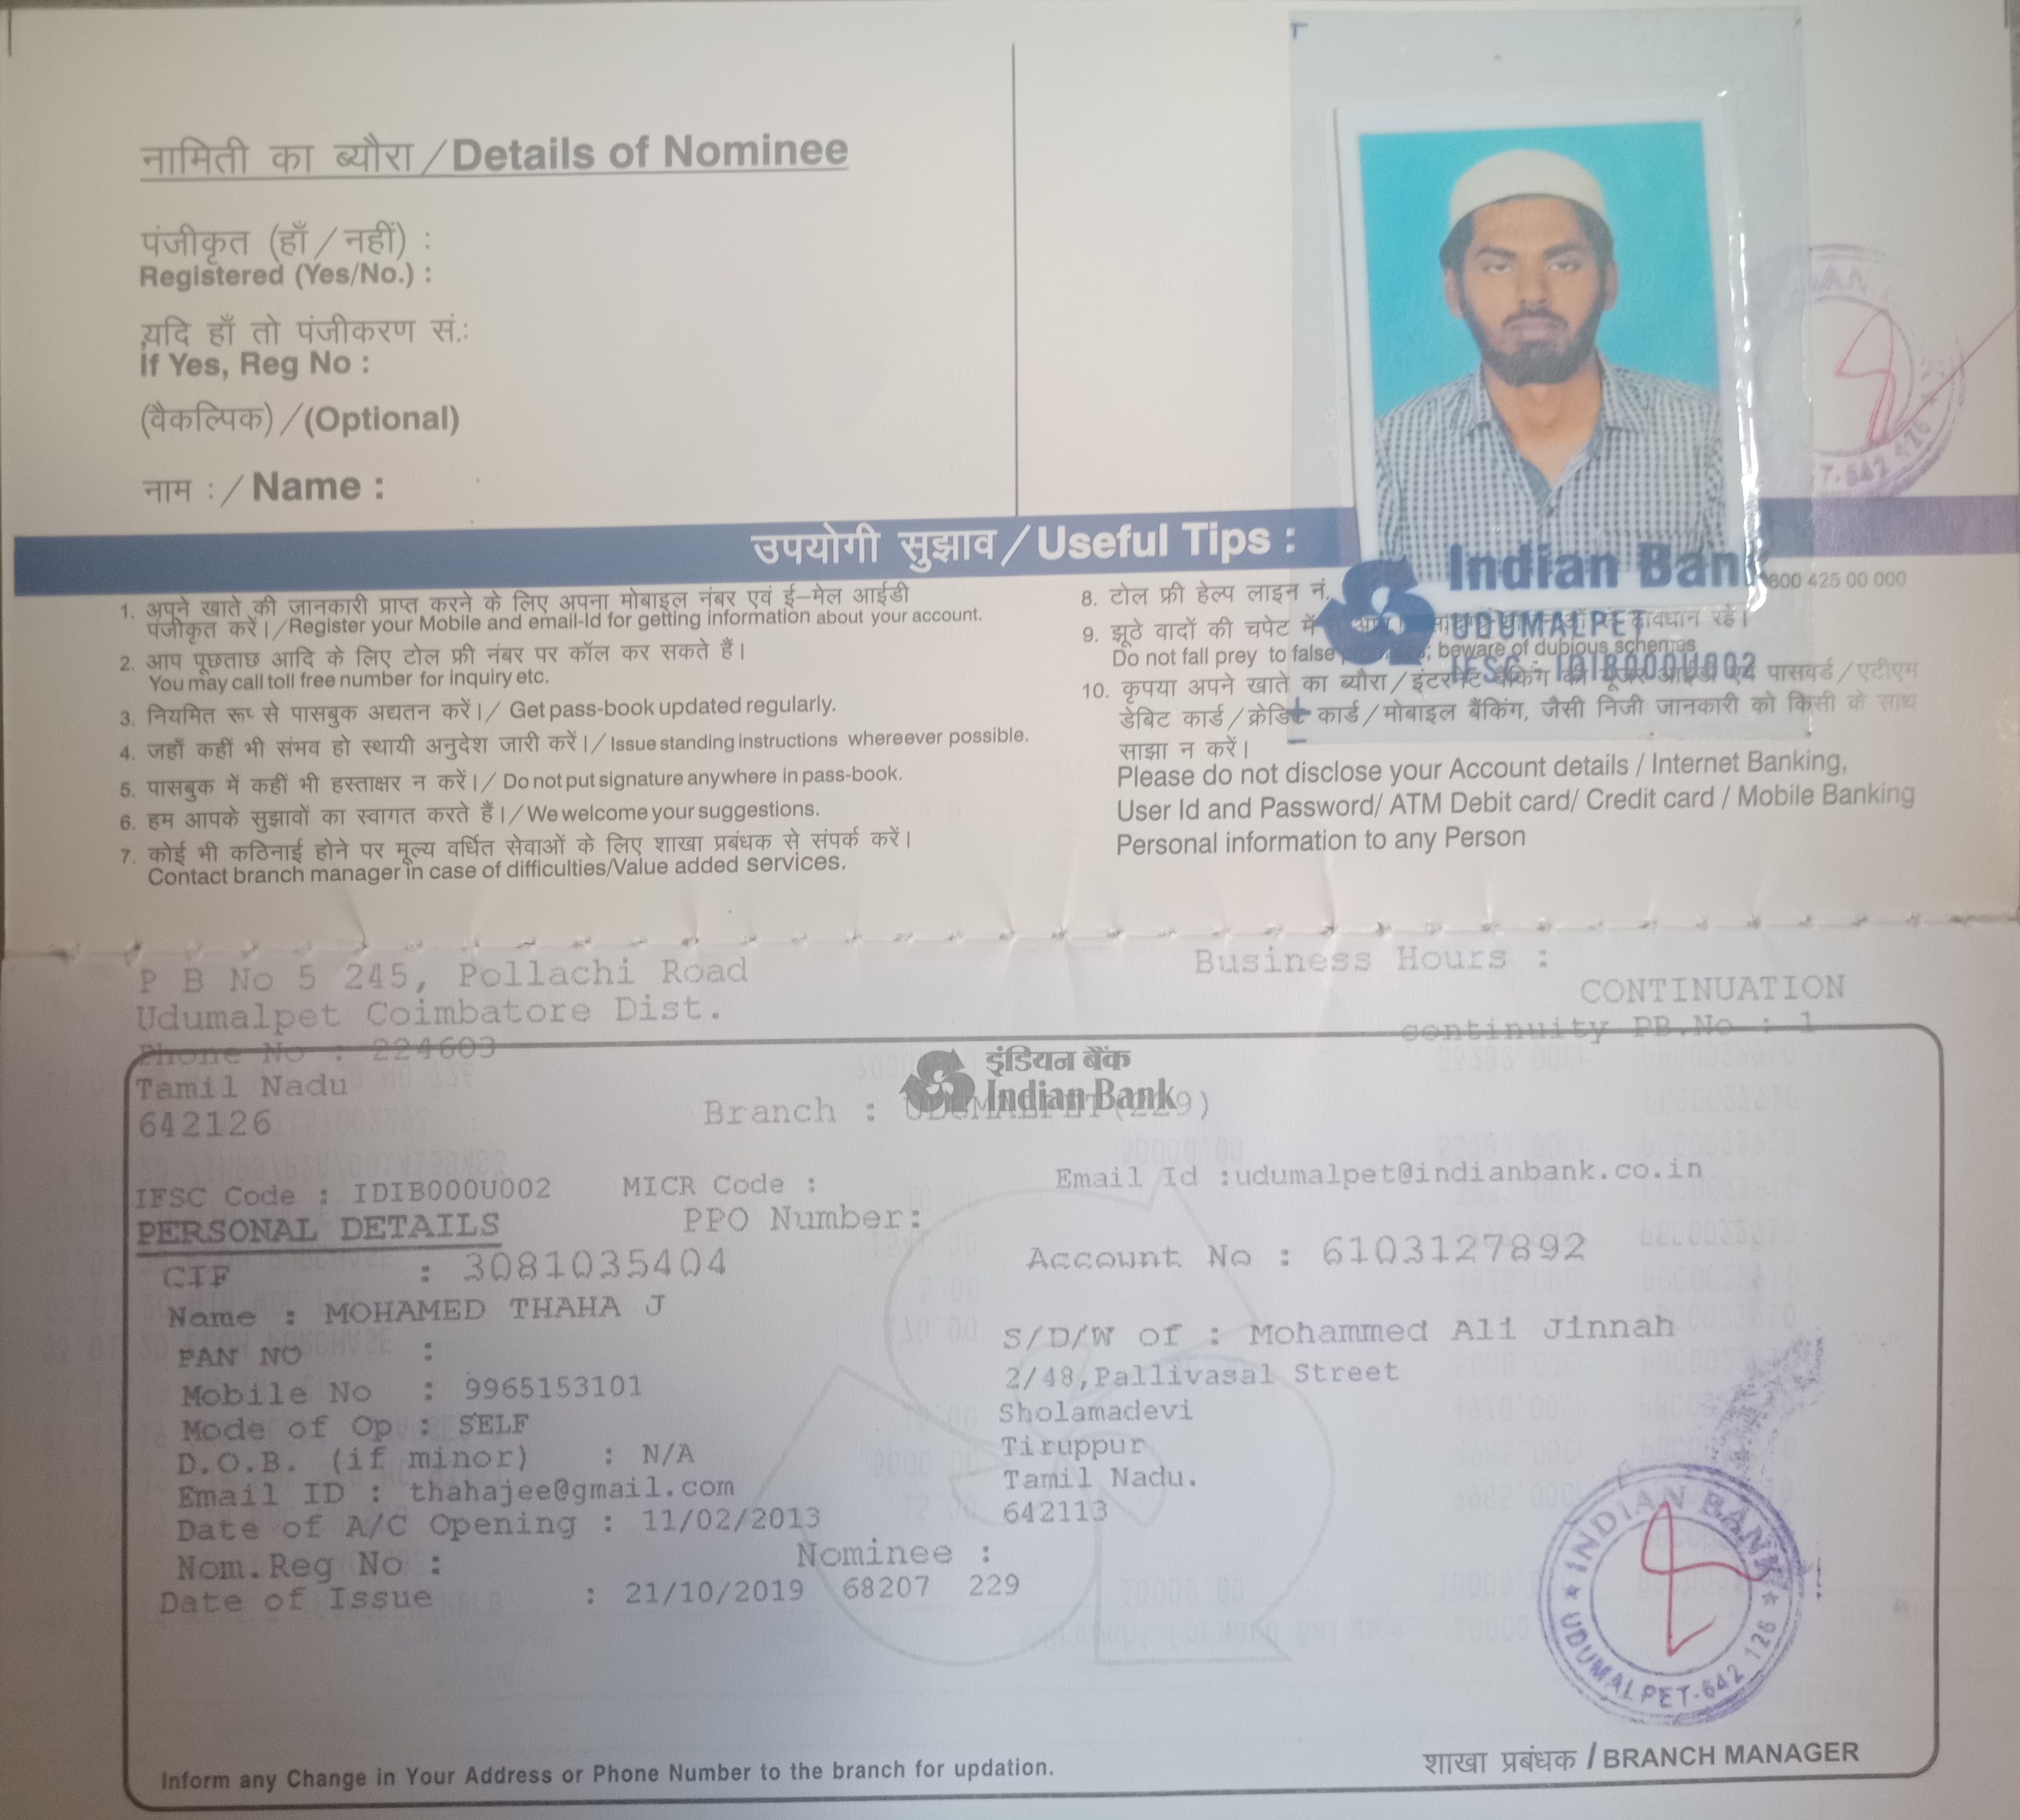 नामिती का ब्यौरा / Details of Nominee
पंजीकृत (हाँ / नहीं) :
Registered (Yes/No.) :
यदि हाँ तो पंजीकरण सं.:
If Yes, Reg No :
(वैकल्पिक) / (Optional)
नाम : / Name :
उपयोगी सुझाव / Useful Tips :
1. अपने खाते की जानकारी प्राप्त करने के लिए अपना मोबाइल नंबर एवं ई–मेल आईडी
पंजीकृत करें। / Register your Mobile and email-Id for getting information about your account.
2. आप पूछताछ आदि के लिए टोल फ्री नंबर पर कॉल कर सकते हैं।
You may call toll free number for inquiry etc.
3. नियमित रूप से पासबुक अद्यतन करें। / Get pass-book updated regularly.
4. जहाँ कहीं भी संभव हो स्थायी अनुदेश जारी करें। / Issue standing instructions whereever possible.
5. पासबुक में कहीं भी हस्ताक्षर न करें। / Do not put signature anywhere in pass-book.
6. हम आपके सुझावों का स्वागत करते हैं। / We welcome your suggestions.
7. कोई भी कठिनाई होने पर मूल्य वर्धित सेवाओं के लिए शाखा प्रबंधक से संपर्क करें।
Contact branch manager in case of difficulties/Value added services.
8. टोल फ्री हेल्प लाइन नं. 425 00 000
9. झूठे वादों की चपेट में रहें।
Do not fall prey to false beware of dubious schemes
10. कृपया अपने खाते का ब्यौरा / इंटरनेट बैंकिंग पासवर्ड / एटीएम
डेबिट कार्ड / क्रेडिट कार्ड / मोबाइल बैंकिंग, जैसी निजी जानकारी को किसी के साथ
साझा न करें।
Please do not disclose your Account details / Internet Banking,
User Id and Password/ ATM Debit card/ Credit card / Mobile Banking
Personal information to any Person
Indian Bank
UDUMALPET
IFSC : IDIB000U002
P B No 5 245, Pollachi Road
Business Hours :
Udumalpet Coimbatore Dist.
CONTINUATION
Phone No : 224603
continuity PB.No : 1
Tamil Nadu
642126
इंडियन बैंक
Indian Bank
Branch : UDUMALPET(229)
IFSC Code : IDIB000U002 MICR Code : Email Id :udumalpet@indianbank.co.in
PERSONAL DETAILS PPO Number:
CIF : 3081035404 Account No : 6103127892
Name : MOHAMED THAHA J
S/D/W of : Mohammed Ali Jinnah
PAN NO :
2/48,Pallivasal Street
Mobile No : 9965153101
Sholamadevi
Mode of Op : SELF
Tiruppur
D.O.B. (if minor) : N/A
Tamil Nadu.
Email ID : thahajee@gmail.com
642113
Date of A/C Opening : 11/02/2013
Nom.Reg No : Nominee :
Date of Issue : 21/10/2019 68207 229
INDIAN BANK
UDUMALPET-642 126
Inform any Change in Your Address or Phone Number to the branch for updation.
शाखा प्रबंधक / BRANCH MANAGER